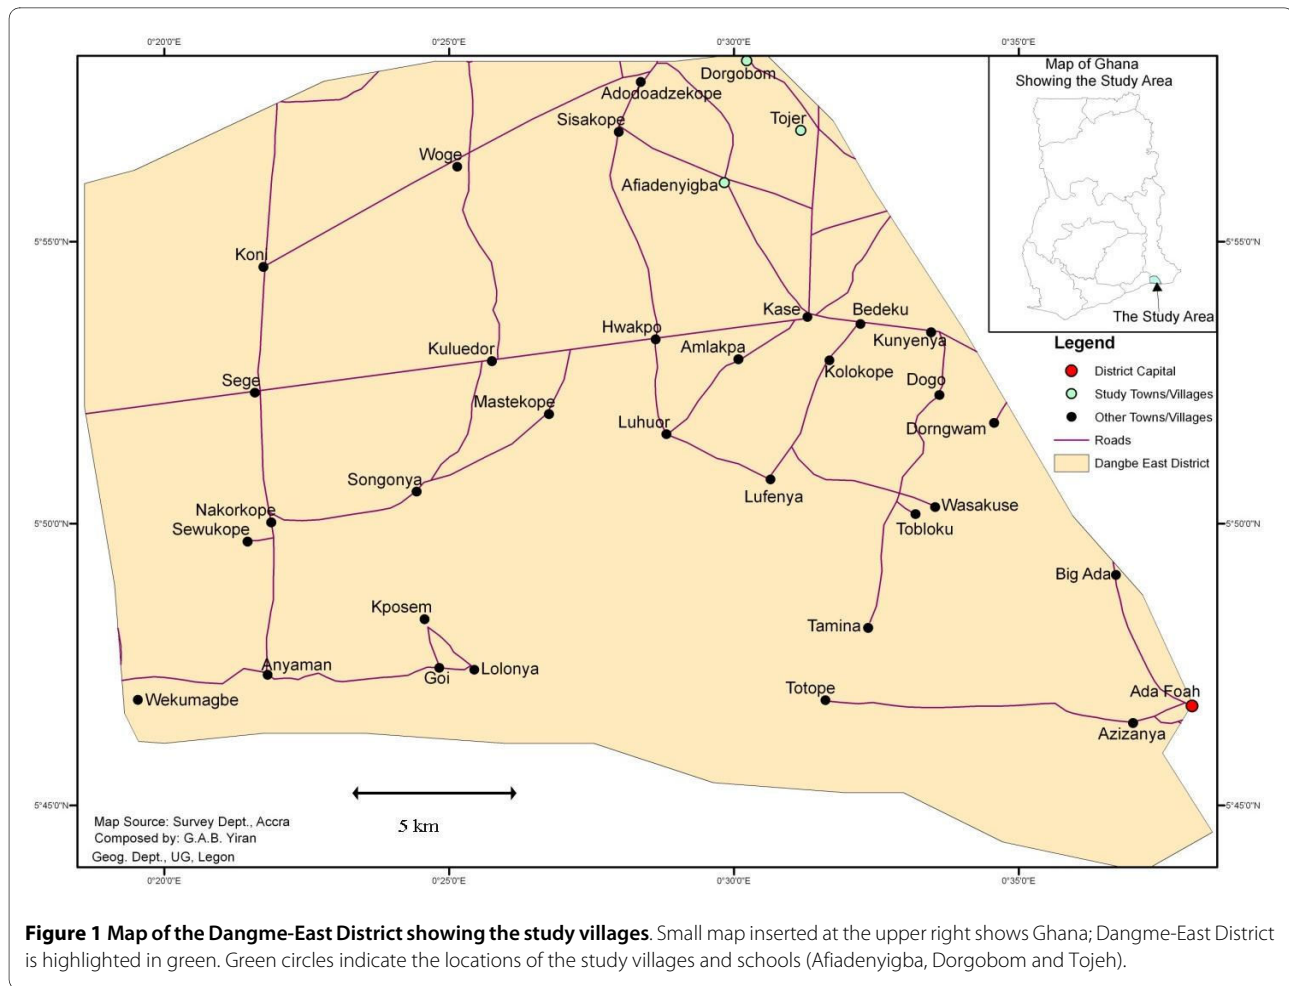 0°20'0"E
0°25'0"E
0°30'0"E
0°35'0"E
Map of Ghana
Showing the Study Area
The Study Area
Dorgobom
Adodoadzekope
Tojer
Sisakope
Woge
Afiadenyigba
5°55'0"N
5°55'0"N
Koni
Kase
Bedeku
Hwakpo
Kunyenya
Amlakpa
Kuluedor
Kolokope
Dogo
Sege
Mastekope
Luhuor
Dorngwam
Legend
District Capital
Study Towns/Villages
Other Towns/Villages
Roads
Dangbe East District
Songonya
Lufenya
Wasakuse
Nakorkope
Tobloku
5°50'0"N
5°50'0"N
Sewukope
Big Ada
Kposem
Tamina
Anyaman
Goi
Lolonya
Totope
Ada Foah
Wekumagbe
Azizanya
5°45'0"N
5°45'0"N
5 km
Map Source: Survey Dept., Accra
Composed by: G.A.B. Yiran
Geog. Dept., UG, Legon
0°20'0"E
0°25'0"E
0°30'0"E
0°35'0"E
Figure 1 Map of the Dangme-East District showing the study villages. Small map inserted at the upper right shows Ghana; Dangme-East District
is highlighted in green. Green circles indicate the locations of the study villages and schools (Afiadenyigba, Dorgobom and Tojeh).